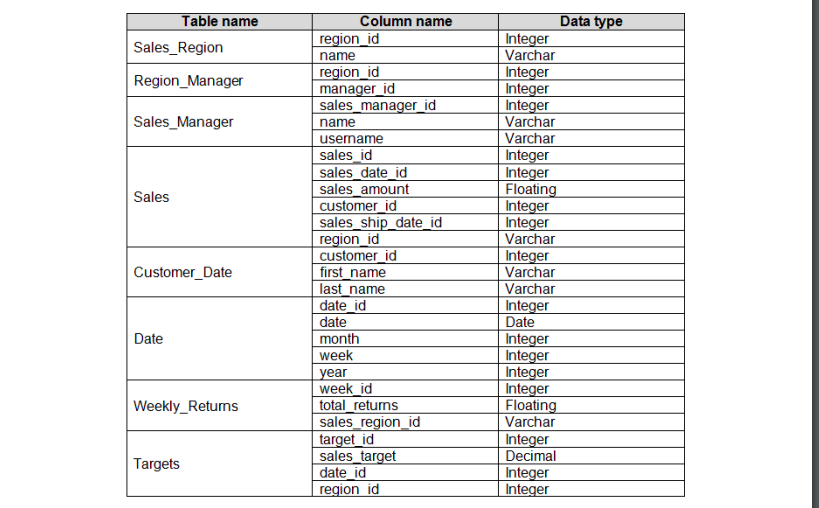 Table name Column name Data type
Sales_Region region_id Integer
name Varchar
Region_Manager region_id Integer
manager_id Integer
Sales_Manager sales_manager_id Integer
name Varchar
username Varchar
Sales sales_id Integer
sales_date_id Integer
sales_amount Floating
customer_id Integer
sales_ship_date_id Integer
region_id Varchar
Customer_Date customer_id Integer
first_name Varchar
last_name Varchar
Date date_id Integer
date Date
month Integer
week Integer
year Integer
Weekly_Returns week_id Integer
total_returns Floating
sales_region_id Varchar
Targets target_id Integer
sales_target Decimal
date_id Integer
region_id Integer